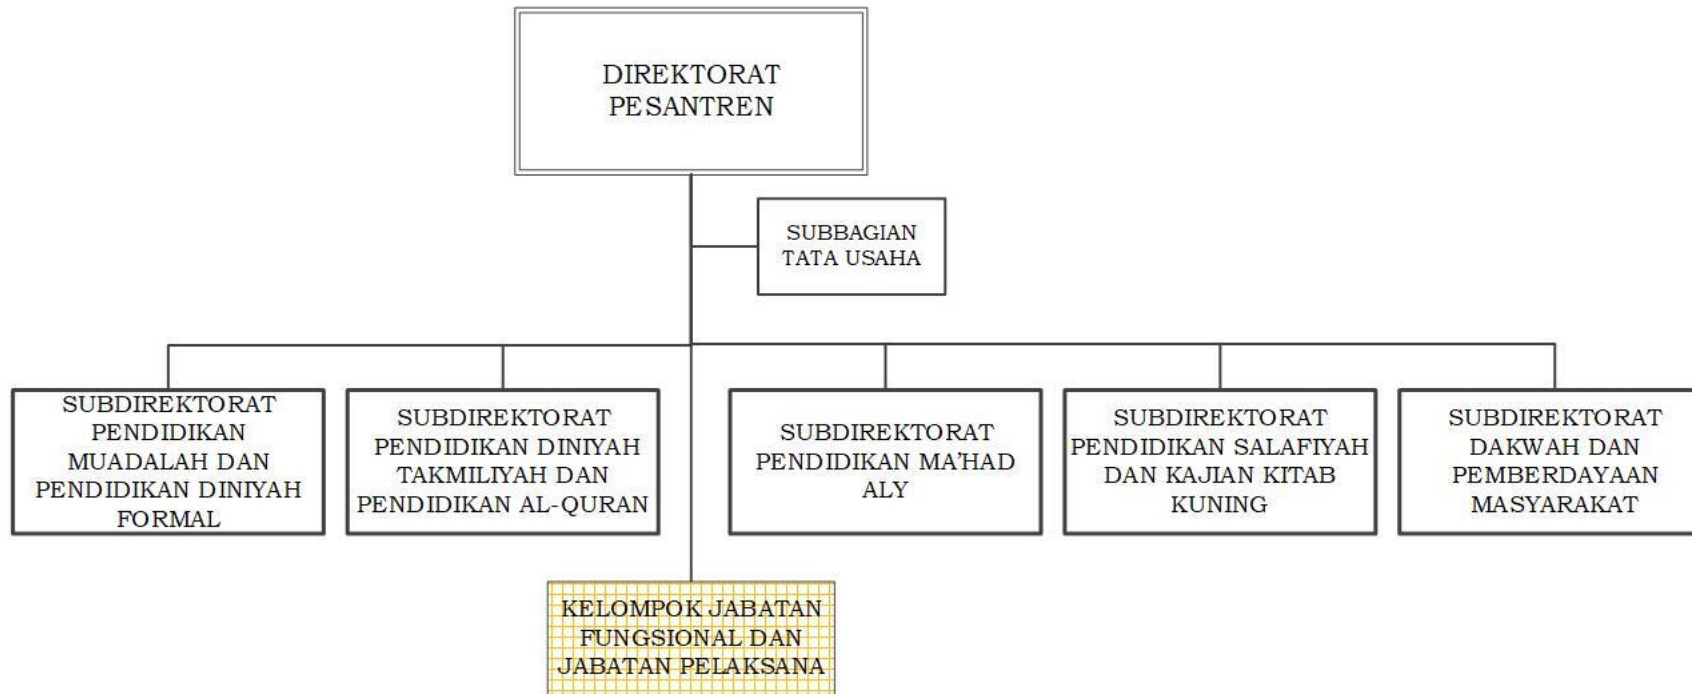 DIREKTORAT
PESANTREN
SUBBAGIAN
TATA USAHA
SUBDIREKTORAT
PENDIDIKAN
MUADALAH DAN
PENDIDIKAN DINIYAH
FORMAL
SUBDIREKTORAT
PENDIDIKAN DINIYAH
TAKMILIYAH DAN
PENDIDIKAN AL-QURAN
SUBDIREKTORAT
PENDIDIKAN MA'HAD
ALY
SUBDIREKTORAT
PENDIDIKAN SALAFIYAH
DAN KAJIAN KITAB
KUNING
SUBDIREKTORAT
DAKWAH DAN
PEMBERDAYAAN
MASYARAKAT
KELOMPOK JABATAN
FUNGSIONAL DAN
JABATAN PELAKSANA